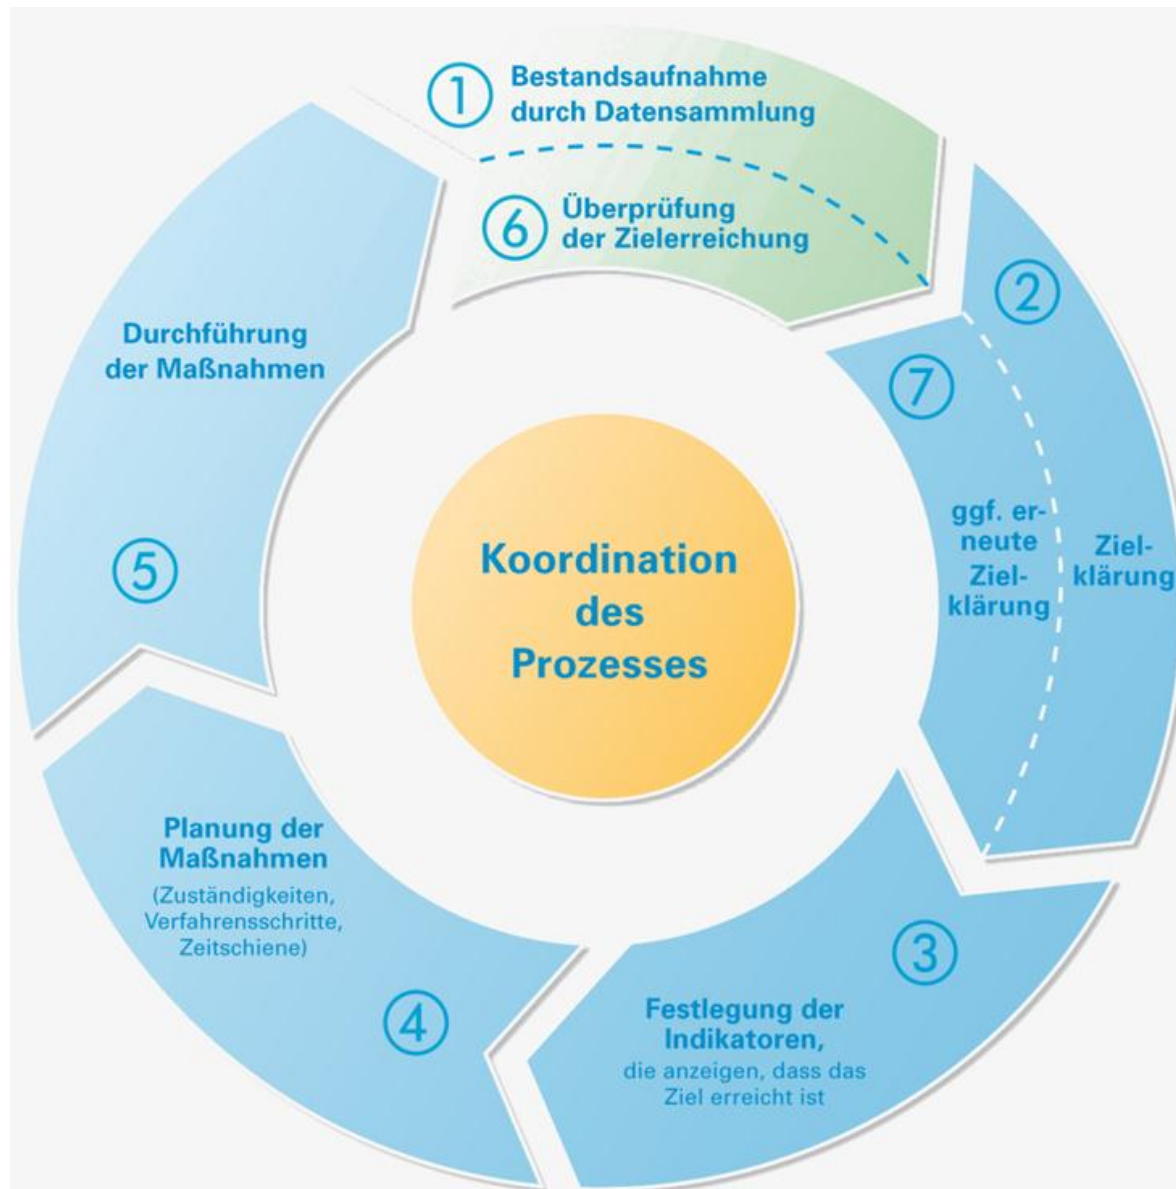 1
Bestandsaufnahme
durch Datensammlung
6
Überprüfung
der Zielerreichung
2
Ziel-
klärung
7
ggf. er-
neute
Ziel-
klärung
3
Festlegung der
Indikatoren,
die anzeigen, dass das
Ziel erreicht ist
4
Planung der
Maßnahmen
(Zuständigkeiten,
Verfahrensschritte,
Zeitschiene)
5
Durchführung
der Maßnahmen
Koordination
des
Prozesses